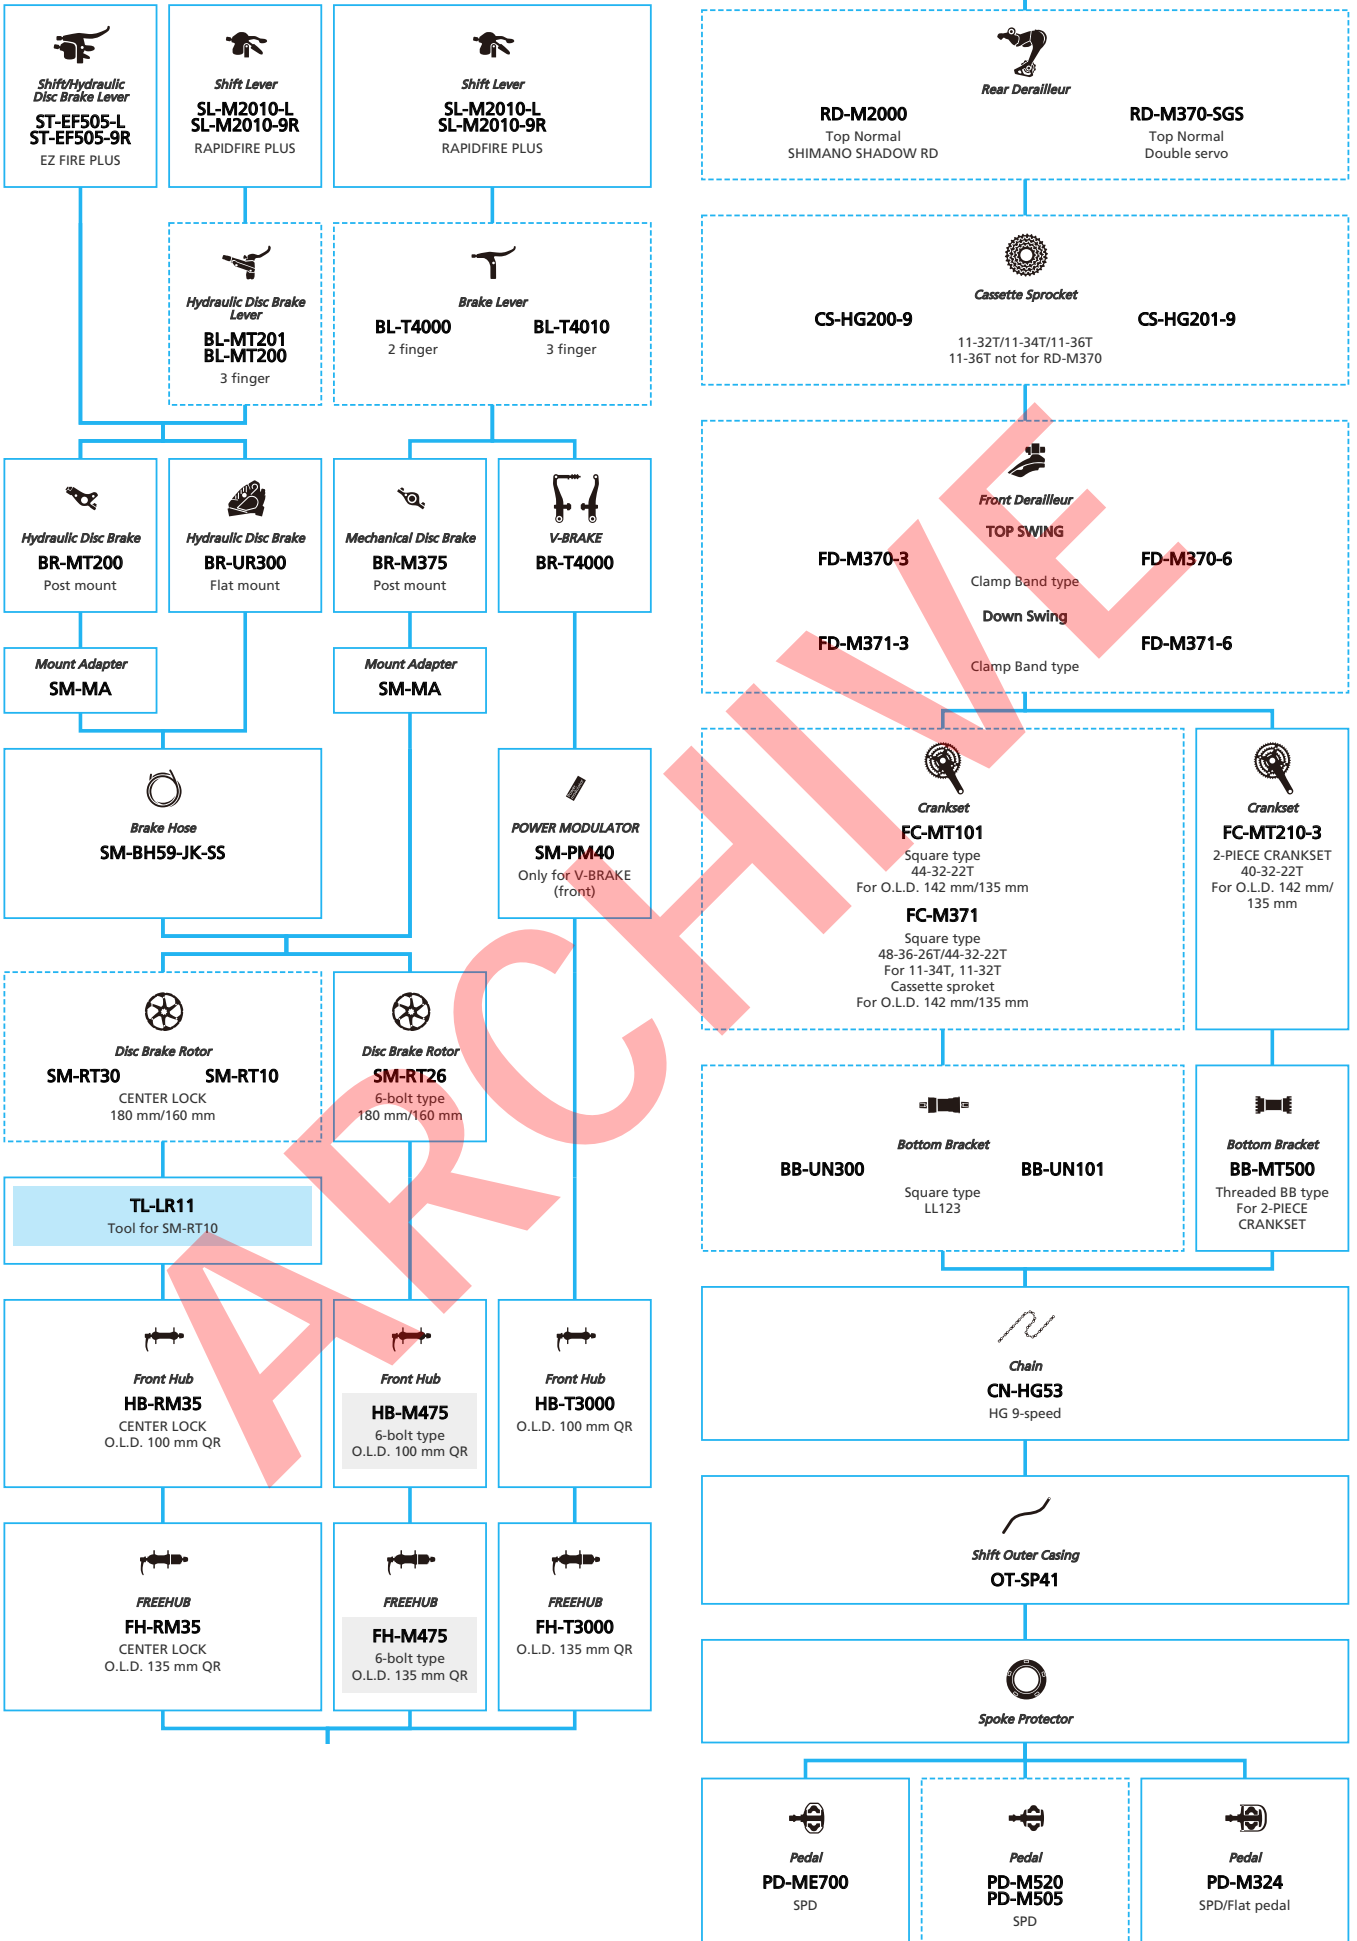 Shift/Hydraulic
Disc Brake Lever
ST-EF505-L
ST-EF505-9R
EZ FIRE PLUS
Shift Lever
SL-M2010-L
SL-M2010-9R
RAPIDFIRE PLUS
Shift Lever
SL-M2010-L
SL-M2010-9R
RAPIDFIRE PLUS
Hydraulic Disc Brake
Lever
BL-MT201
BL-MT200
3 finger
Brake Lever
BL-T4000
2 finger
BL-T4010
3 finger
Hydraulic Disc Brake
BR-MT200
Post mount
Hydraulic Disc Brake
BR-UR300
Flat mount
Mechanical Disc Brake
BR-M375
Post mount
V-BRAKE
BR-T4000
Mount Adapter
SM-MA
Mount Adapter
SM-MA
Brake Hose
SM-BH59-JK-SS
POWER MODULATOR
SM-PM40
Only for V-BRAKE
(front)
Disc Brake Rotor
SM-RT30
SM-RT10
CENTER LOCK
180 mm/160 mm
Disc Brake Rotor
SM-RT26
6-bolt type
180 mm/160 mm
TL-LR11
Tool for SM-RT10
Front Hub
HB-RM35
CENTER LOCK
O.L.D. 100 mm QR
Front Hub
HB-M475
6-bolt type
O.L.D. 100 mm QR
Front Hub
HB-T3000
O.L.D. 100 mm QR
FREEHUB
FH-RM35
CENTER LOCK
O.L.D. 135 mm QR
FREEHUB
FH-M475
6-bolt type
O.L.D. 135 mm QR
FREEHUB
FH-T3000
O.L.D. 135 mm QR
Rear Derailleur
RD-M2000
Top Normal
SHIMANO SHADOW RD
RD-M370-SGS
Top Normal
Double servo
Cassette Sprocket
CS-HG200-9
CS-HG201-9
11-32T/11-34T/11-36T
11-36T not for RD-M370
Front Derailleur
TOP SWING
FD-M370-3
FD-M370-6
Clamp Band type
Down Swing
FD-M371-3
FD-M371-6
Clamp Band type
Crankset
FC-MT101
Square type
44-32-22T
For O.L.D. 142 mm/135 mm
FC-M371
Square type
48-36-26T/44-32-22T
For 11-34T, 11-32T
Cassette sproket
For O.L.D. 142 mm/135 mm
Crankset
FC-MT210-3
2-PIECE CRANKSET
40-32-22T
For O.L.D. 142 mm/
135 mm
Bottom Bracket
BB-UN300
BB-UN101
Square type
LL123
Bottom Bracket
BB-MT500
Threaded BB type
For 2-PIECE
CRANKSET
Chain
CN-HG53
HG 9-speed
Shift Outer Casing
OT-SP41
Spoke Protector
Pedal
PD-ME700
SPD
Pedal
PD-M520
PD-M505
SPD
Pedal
PD-M324
SPD/Flat pedal
ARCHIVE